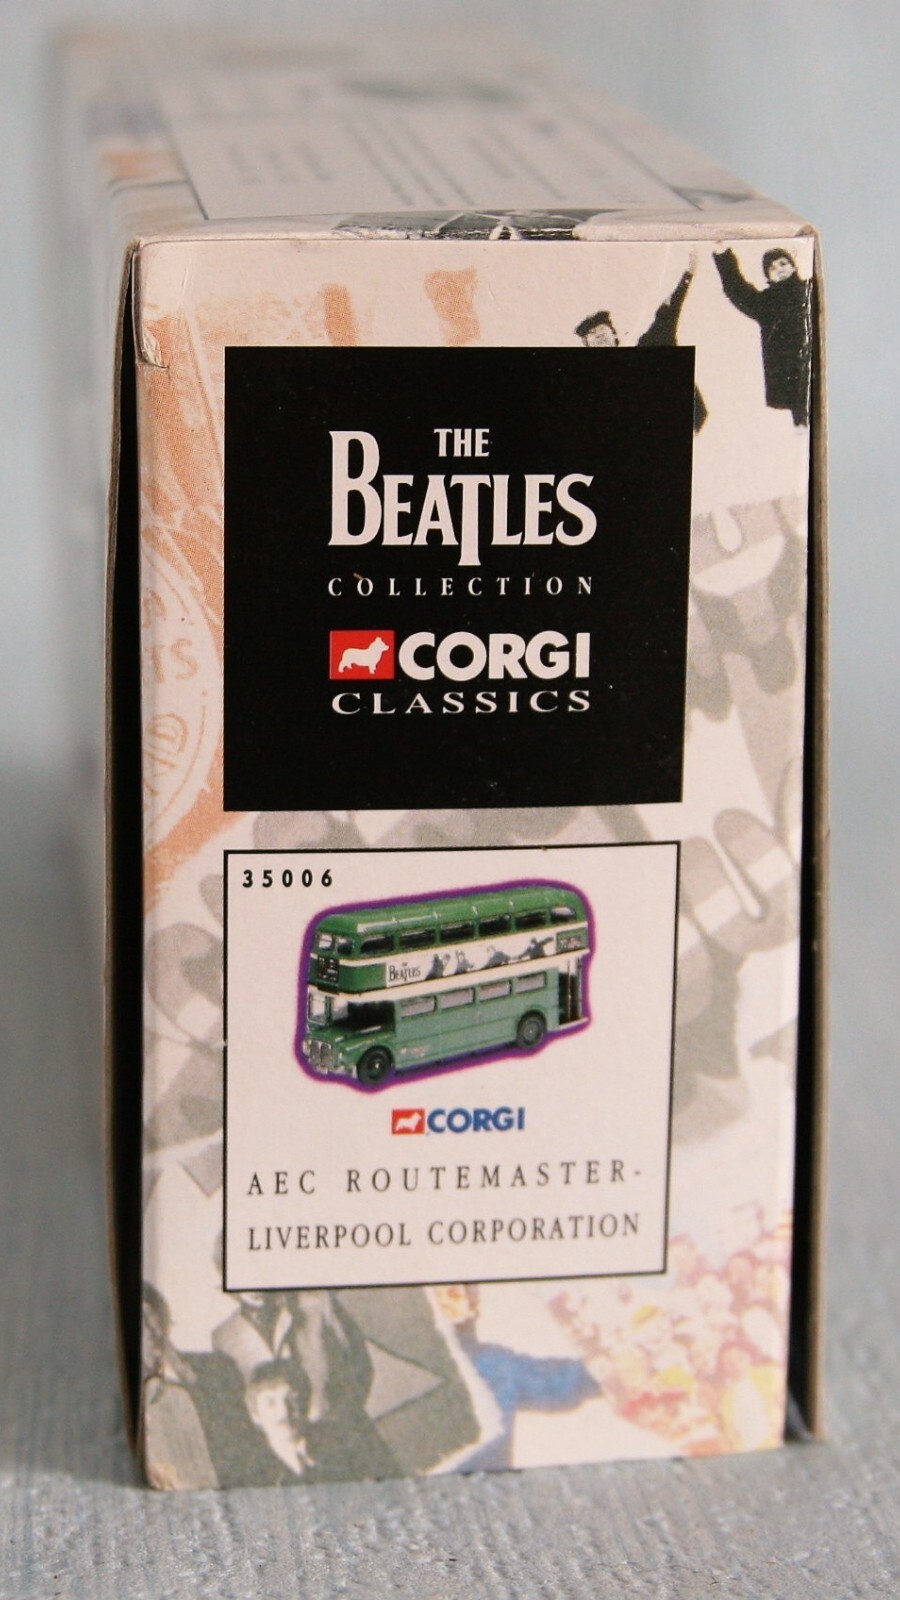 THE
BEATLES
COLLECTION
CORGI
CLASSICS
35006
BEATLES
CORGI
AEC ROUTEMASTER-
LIVERPOOL CORPORATION